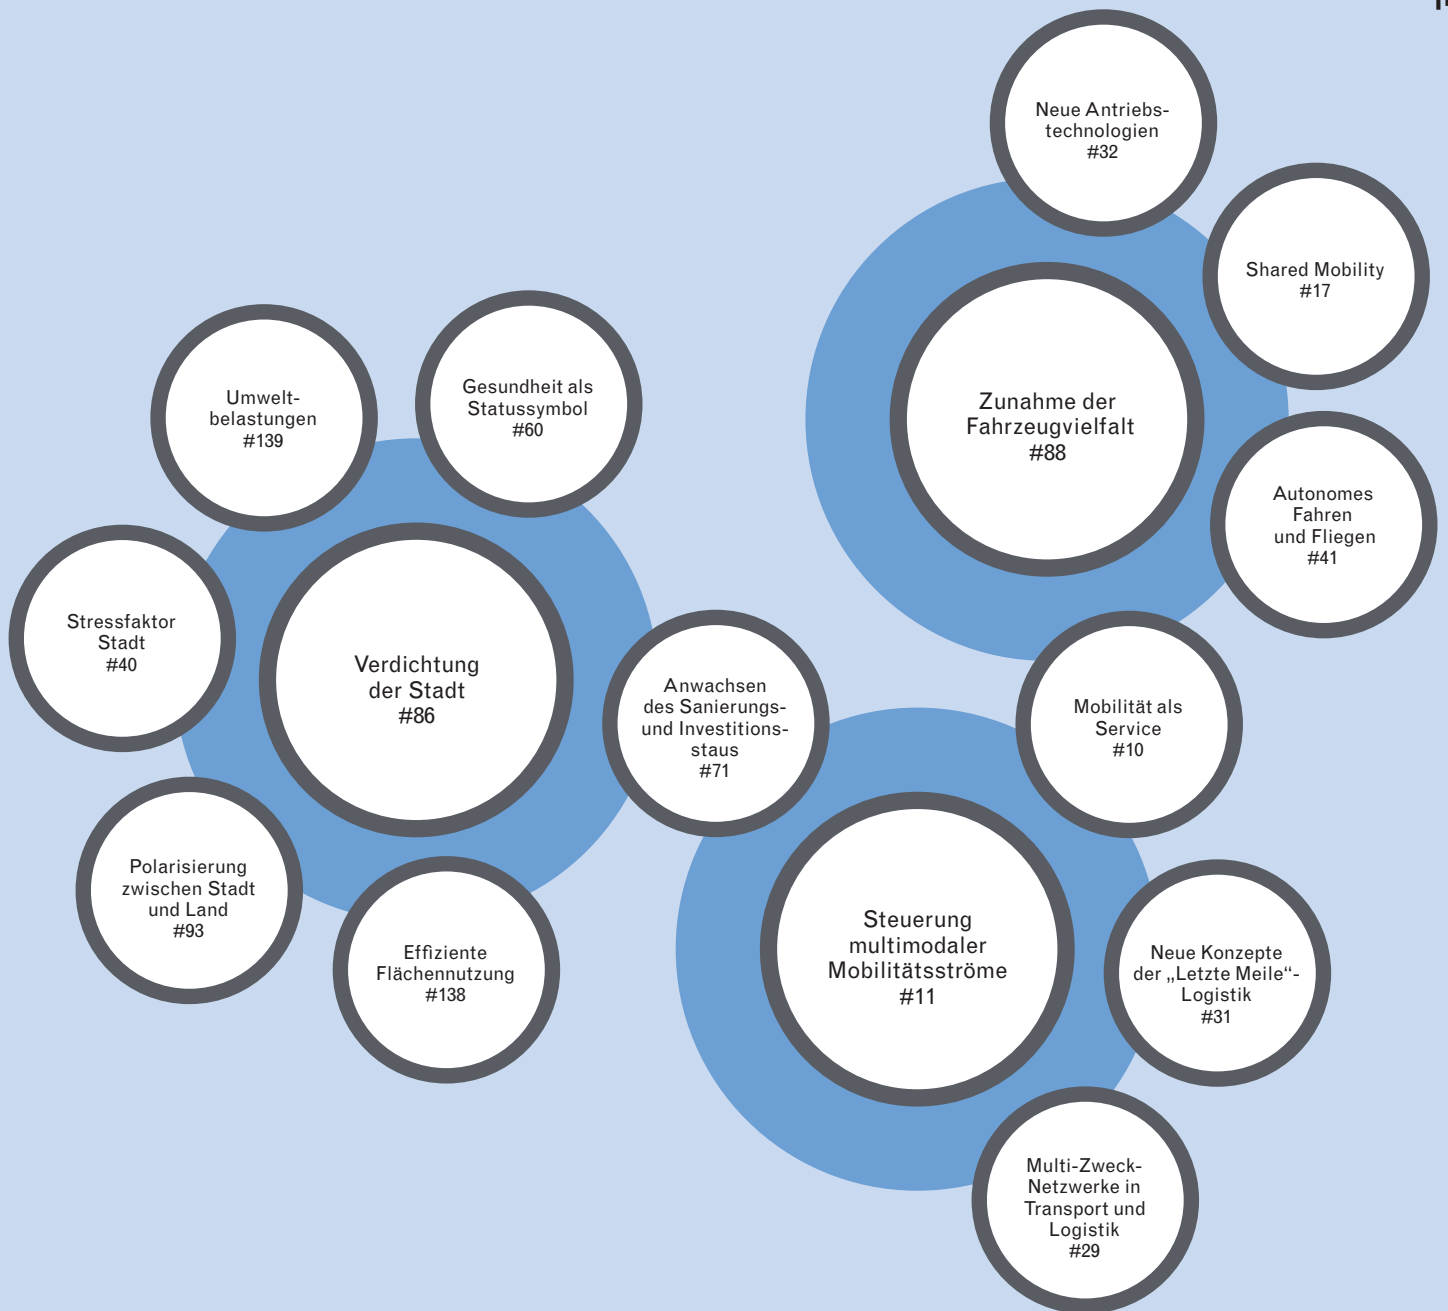 Neue Antriebs-
technologien
#32
Shared Mobility
#17
Zunahme der
Fahrzeugvielfalt
#88
Autonomes
Fahren
und Fliegen
#41
Umwelt-
belastungen
#139
Gesundheit als
Statussymbol
#60
Stressfaktor
Stadt
#40
Verdichtung
der Stadt
#86
Anwachsen
des Sanierungs-
und Investitions-
staus
#71
Mobilität als
Service
#10
Polarisierung
zwischen Stadt
und Land
#93
Effiziente
Flächennutzung
#138
Steuerung
multimodaler
Mobilitätsströme
#11
Neue Konzepte
der „Letzte Meile“-
Logistik
#31
Multi-Zweck-
Netzwerke in
Transport und
Logistik
#29